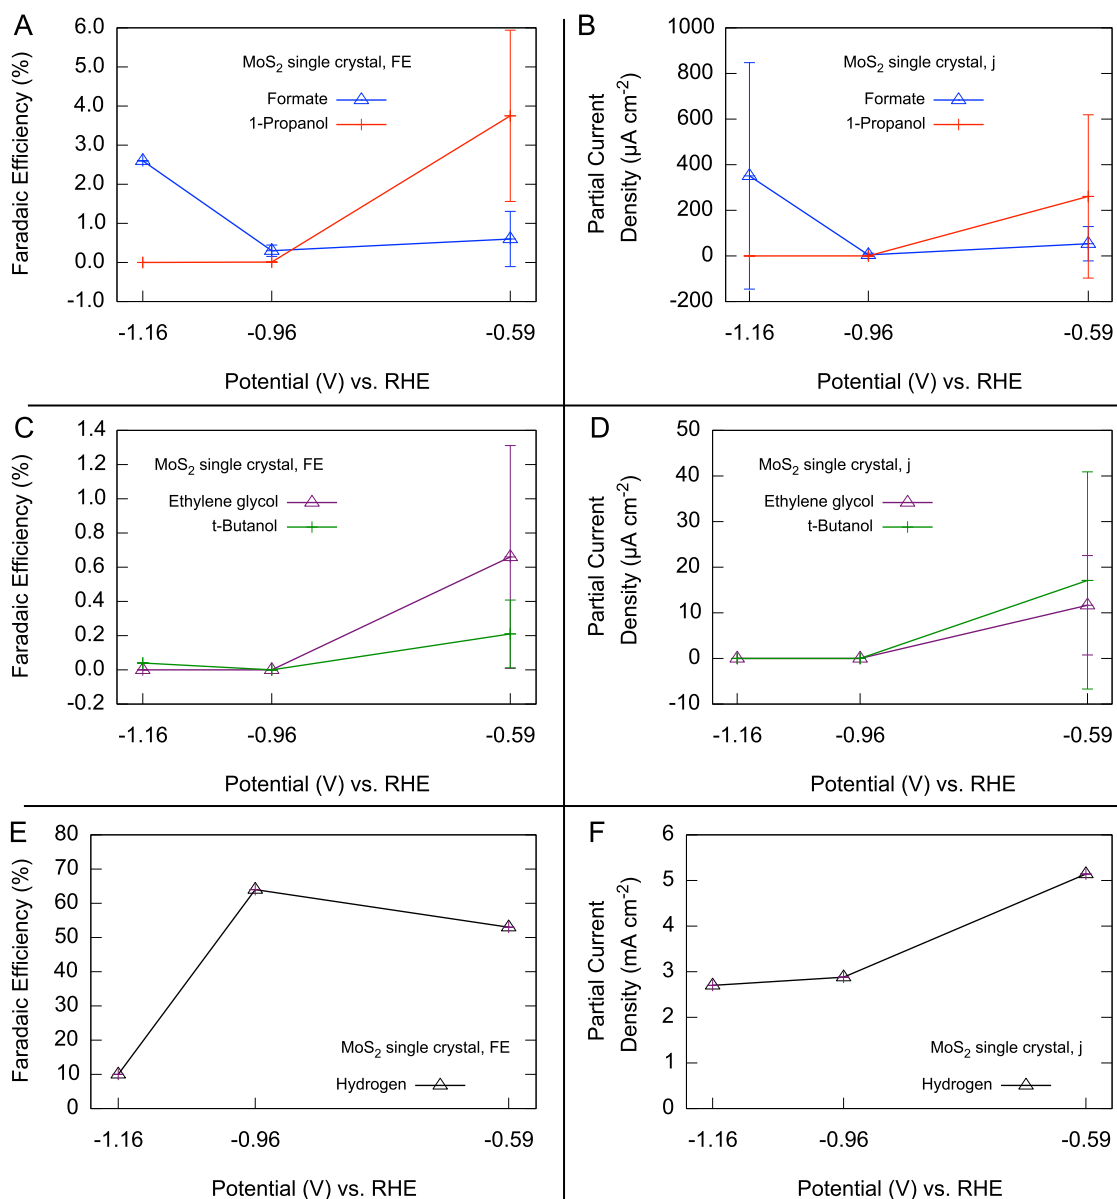 A
Faradaic Efficiency (%)
6.0
5.0
4.0
3.0
2.0
1.0
0.0
-1.0
MoS2 single crystal, FE
Formate
1-Propanol
-1.16 -0.96 -0.59
Potential (V) vs. RHE
B
Partial Current
Density (µA cm-2)
1000
800
600
400
200
0
-200
MoS2 single crystal, j
Formate
1-Propanol
-1.16 -0.96 -0.59
Potential (V) vs. RHE
C
Faradaic Efficiency (%)
1.4
1.2
1.0
0.8
0.6
0.4
0.2
0.0
-0.2
MoS2 single crystal, FE
Ethylene glycol
t-Butanol
-1.16 -0.96 -0.59
Potential (V) vs. RHE
D
Partial Current
Density (µA cm-2)
50
40
30
20
10
0
-10
MoS2 single crystal, j
Ethylene glycol
t-Butanol
-1.16 -0.96 -0.59
Potential (V) vs. RHE
E
Faradaic Efficiency (%)
80
70
60
50
40
30
20
10
0
MoS2 single crystal, FE
Hydrogen
-1.16 -0.96 -0.59
Potential (V) vs. RHE
F
Partial Current
Density (mA cm-2)
6
5
4
3
2
1
0
MoS2 single crystal, j
Hydrogen
-1.16 -0.96 -0.59
Potential (V) vs. RHE